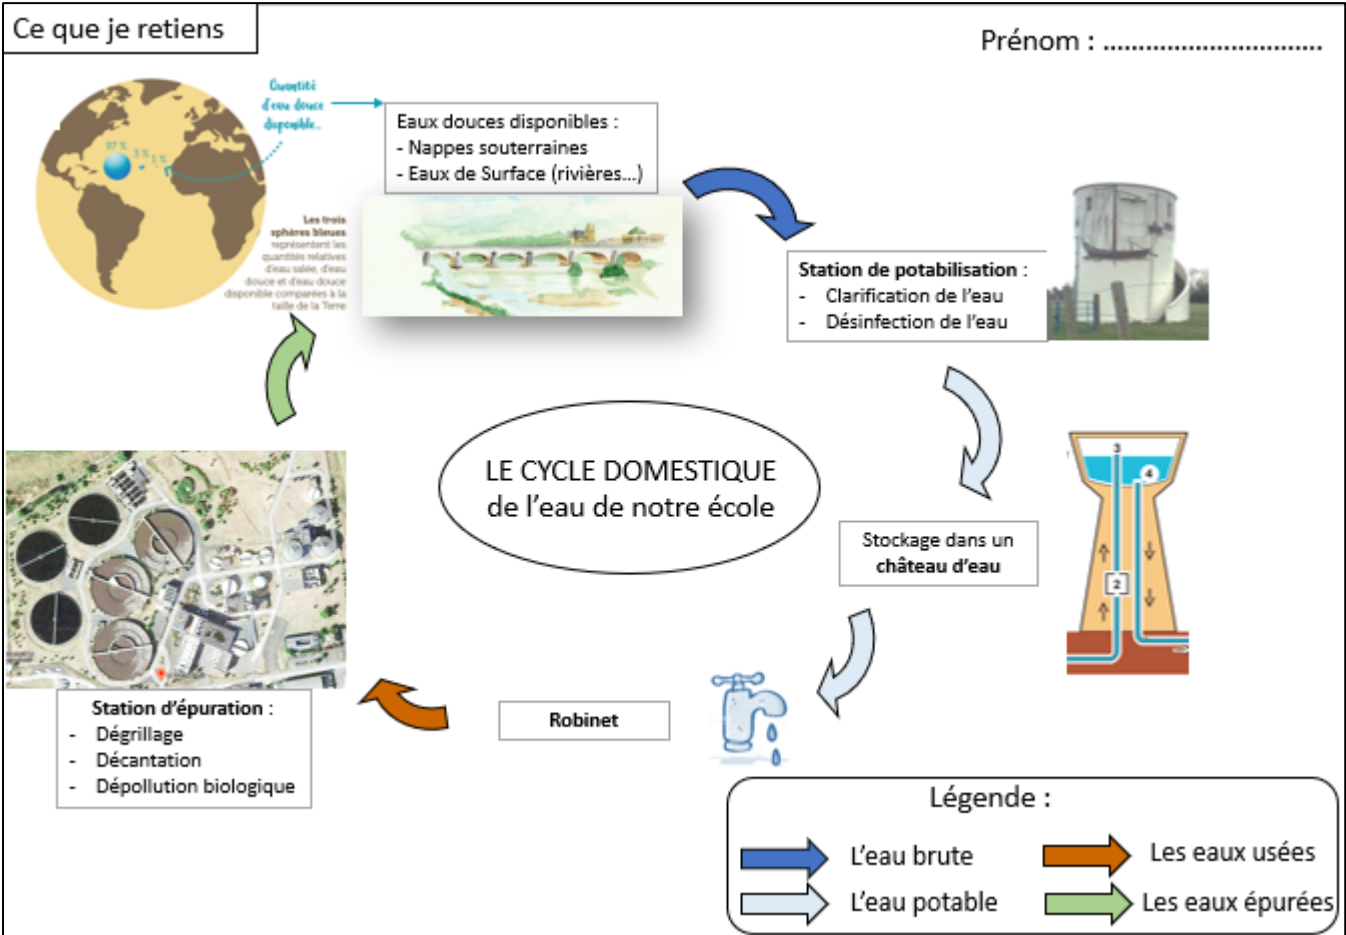 Ce que je retiens
Prénom : ...............................
Quantité
d'eau douce
disponible...
97 %
3 %
1 %
Les trois
sphères bleues
représentent les
quantités relatives
d'eau salée, d'eau
douce et d'eau douce
disponible comparées à la
taille de la Terre
Eaux douces disponibles :
- Nappes souterraines
- Eaux de Surface (rivières...)
Station de potabilisation :
- Clarification de l'eau
- Désinfection de l'eau
LE CYCLE DOMESTIQUE
de l'eau de notre école
3
4
2
Stockage dans un
château d'eau
Robinet
Station d'épuration :
- Dégrillage
- Décantation
- Dépollution biologique
Légende :
L'eau brute
Les eaux usées
L'eau potable
Les eaux épurées